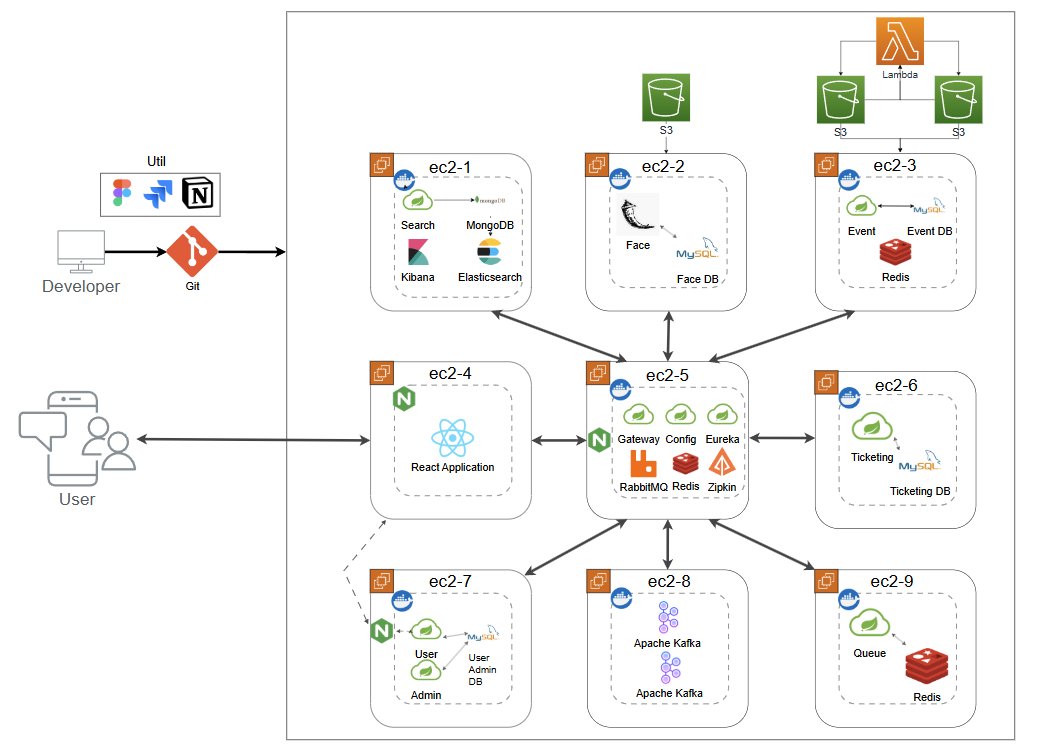 Lambda
S3
S3
S3
Util
N
Developer
Git
User
ec2-1
Search
mongoDB
MongoDB
Kibana
Elasticsearch
ec2-2
Face
MySQL
Face DB
ec2-3
Event
MySQL
Event DB
Redis
ec2-4
N
React Application
ec2-5
N
Gateway
Config
Eureka
RabbitMQ
Redis
Zipkin
ec2-6
Ticketing
MySQL
Ticketing DB
ec2-7
N
User
MySQL
User
Admin
DB
Admin
ec2-8
Apache Kafka
Apache Kafka
ec2-9
Queue
Redis